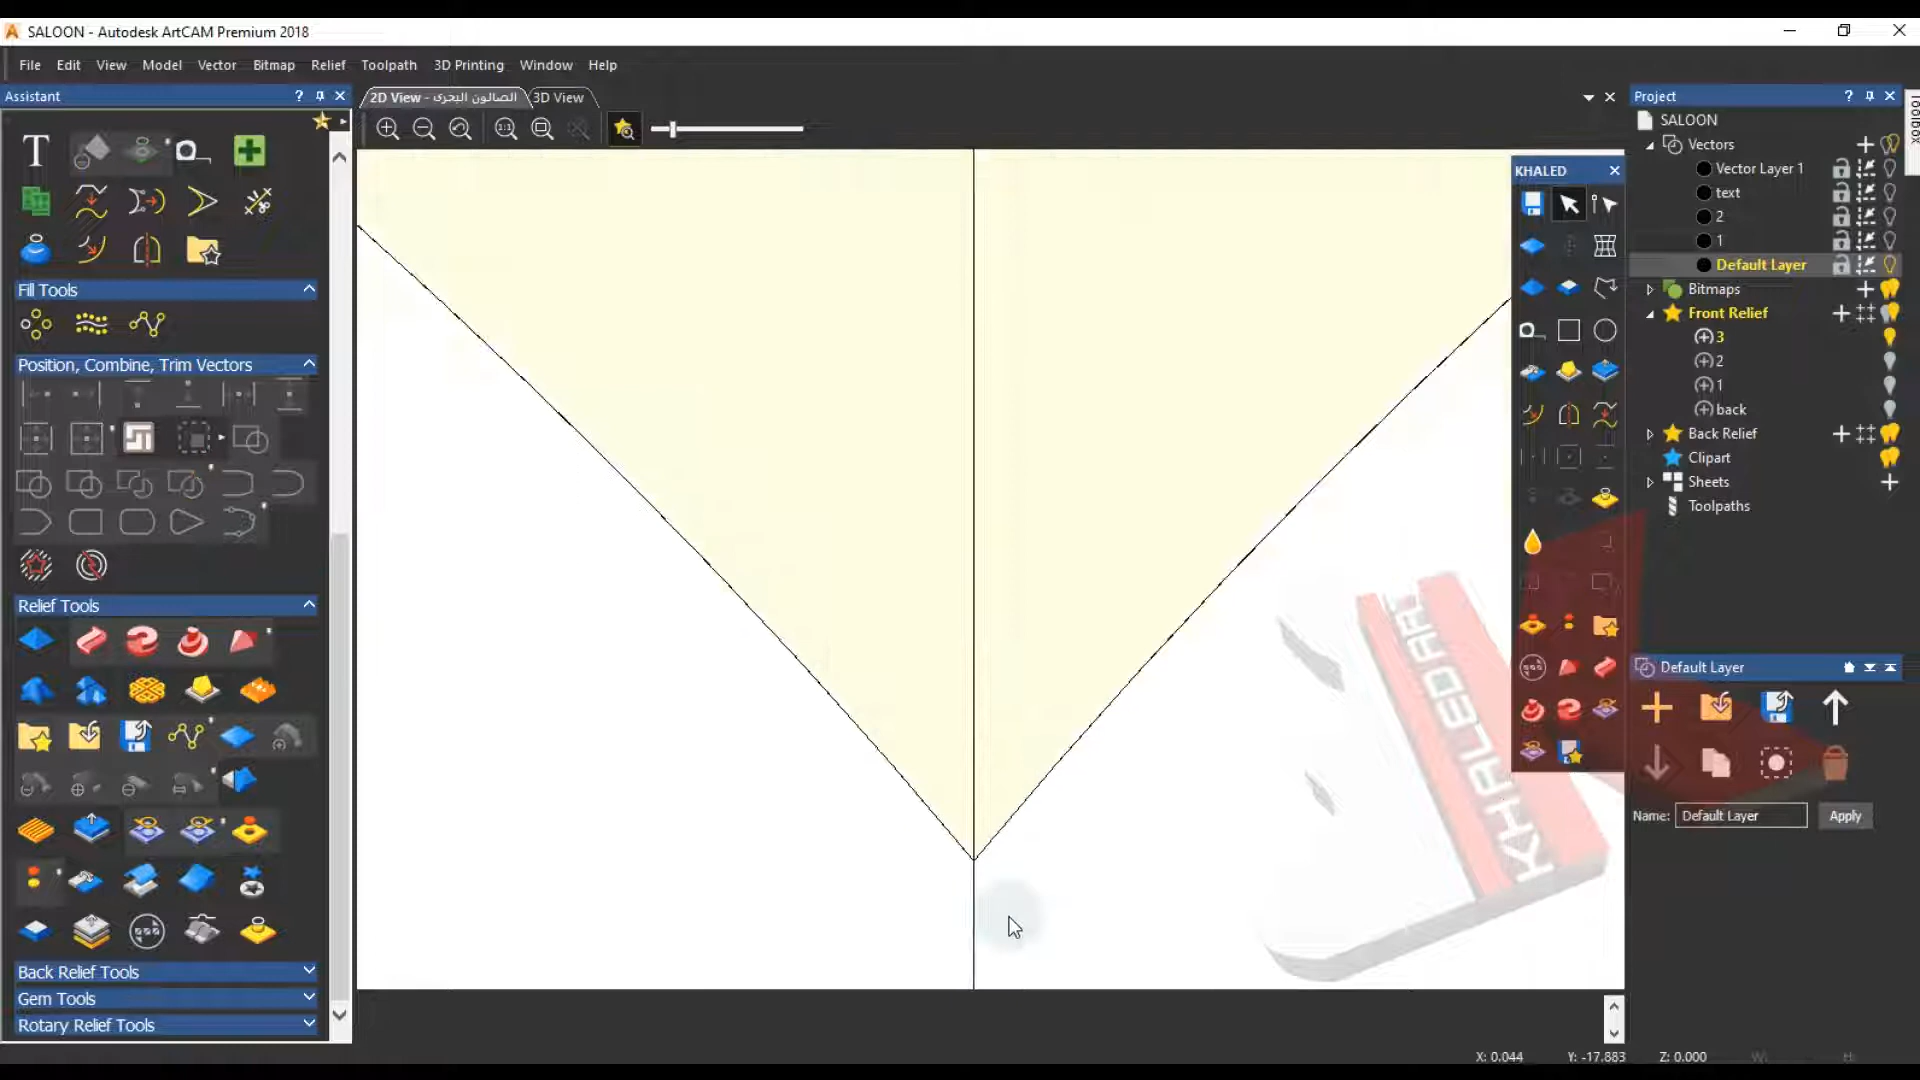 SALOON - Autodesk ArtCAM Premium 2018
File Edit View Model Vector Bitmap Relief Toolpath 3D Printing Window Help
Assistant
?
2D View - الصالون البحرى
3D View
Project
?
Toolbox
SALOON
Vectors
Vector Layer 1
text
2
1
Default Layer
Bitmaps
Front Relief
3
2
1
back
Back Relief
Clipart
Sheets
Toolpaths
KHALED
Fill Tools
Position, Combine, Trim Vectors
Relief Tools
Back Relief Tools
Gem Tools
Rotary Relief Tools
Default Layer
Name: Default Layer Apply
KHALEDART
X: 0.044 Y: -17.883 Z: 0.000 W: H: